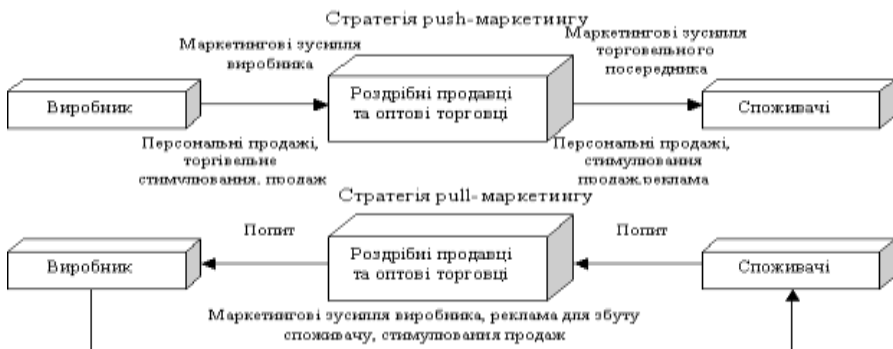 Стратегія push-маркетингу
Маркетингові зусилля
виробника
Маркетингові зусилля
торговельного
посередника
Виробник
Роздрібні продавці
та оптові торговці
Споживачі
Персональні продажі,
торгівельне
стимулювання, продаж
Персональні продажі,
стимулювання
продаж,реклама
Стратегія pull-маркетингу
Попит
Попит
Виробник
Роздрібні продавці
та оптові торговці
Споживачі
Маркетингові зусилля виробника, реклама для збуту
споживачу, стимулювання продаж